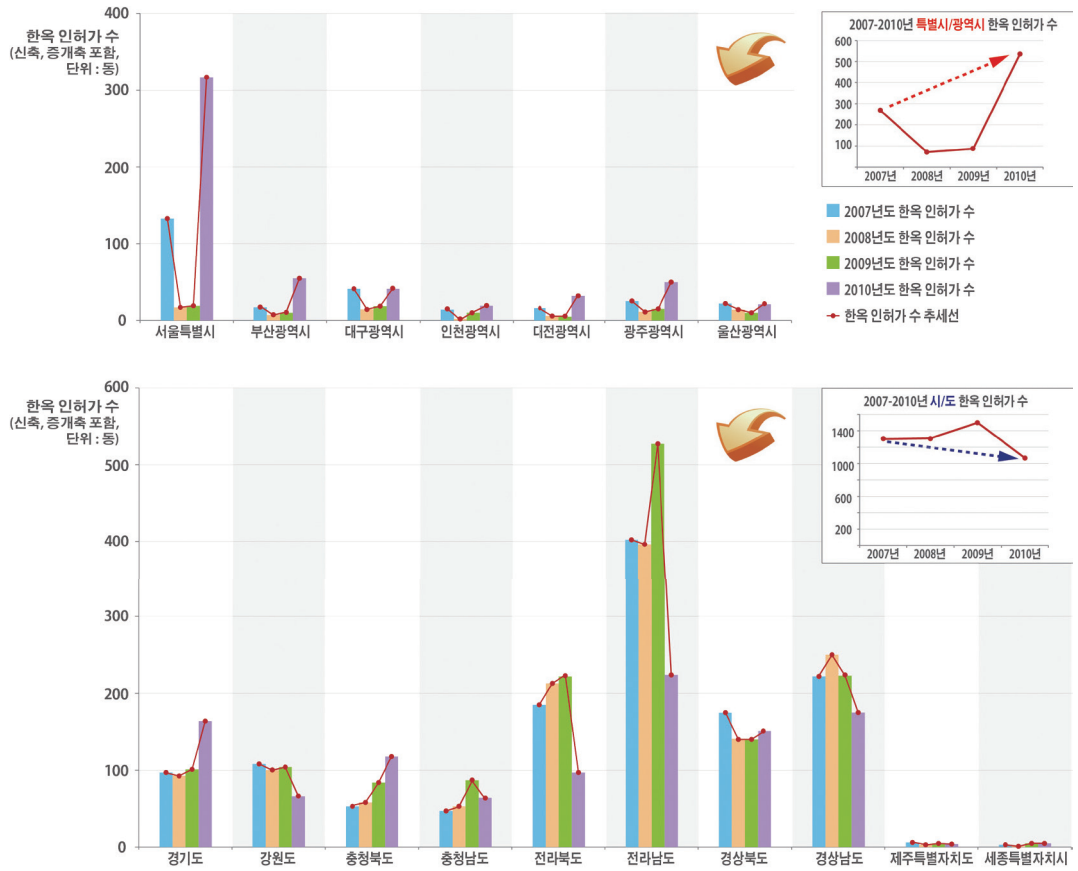 400
한옥 인허가 수
(신축, 증개축 포함,
단위 : 동)
300
200
100
0
서울특별시 부산광역시 대구광역시 인천광역시 대전광역시 광주광역시 울산광역시
2007-2010년 특별시/광역시 한옥 인허가 수
600
500
400
300
200
100
2007년 2008년 2009년 2010년
2007년도 한옥 인허가 수
2008년도 한옥 인허가 수
2009년도 한옥 인허가 수
2010년도 한옥 인허가 수
한옥 인허가 수 추세선
600
한옥 인허가 수
(신축, 증개축 포함,
단위 : 동)
500
400
300
200
100
0
경기도 강원도 충청북도 충청남도 전라북도 전라남도 경상북도 경상남도 제주특별자치도 세종특별자치시
2007-2010년 시/도 한옥 인허가 수
1400
1000
600
200
2007년 2008년 2009년 2010년